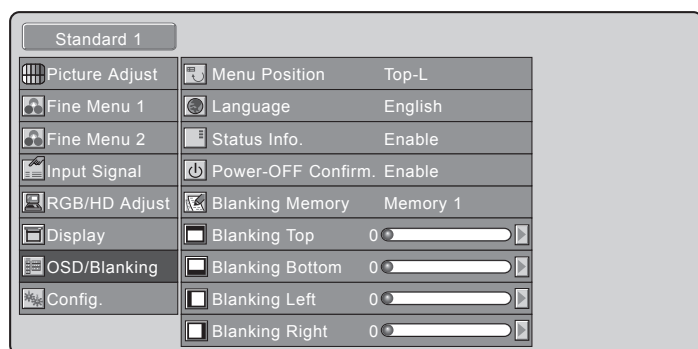 Standard 1
Picture Adjust
Fine Menu 1
Fine Menu 2
Input Signal
RGB/HD Adjust
Display
OSD/Blanking
Config.
Menu Position Top-L
Language English
Status Info. Enable
Power-OFF Confirm. Enable
Blanking Memory Memory 1
Blanking Top 0
Blanking Bottom 0
Blanking Left 0
Blanking Right 0